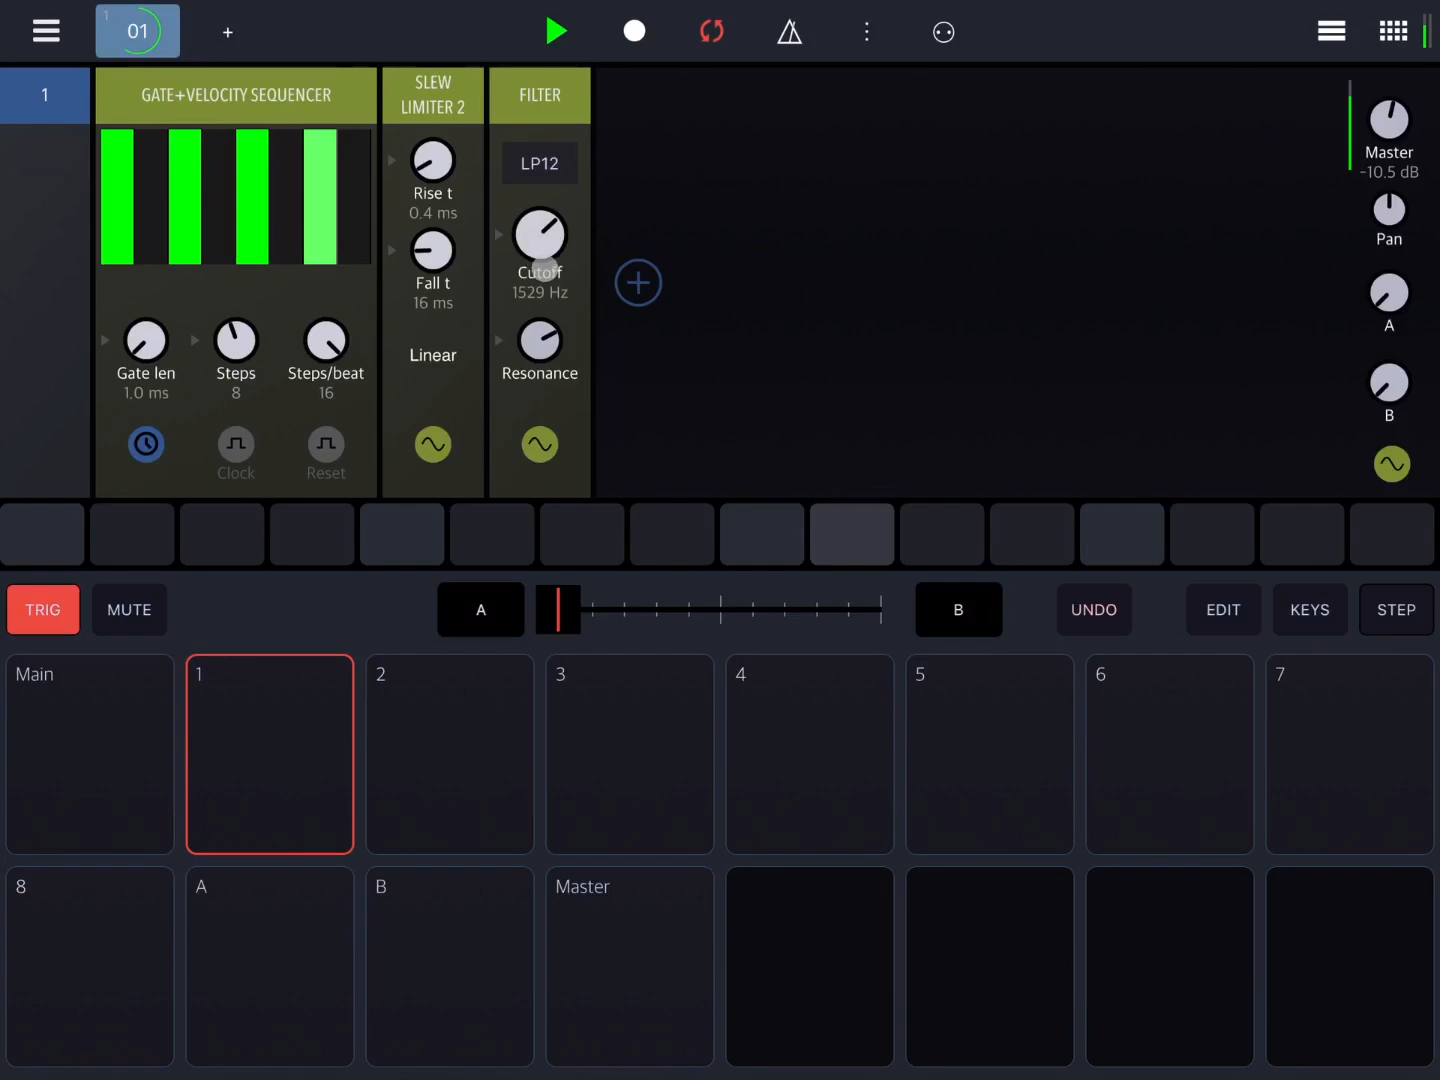 1
01
+
1
GATE+VELOCITY SEQUENCER
SLEW
LIMITER 2
FILTER
LP12
Rise t
0.4 ms
Fall t
16 ms
Linear
Cutoff
1529 Hz
Resonance
Gate len
1.0 ms
Steps
8
Steps/beat
16
Clock
Reset
Master
-10.5 dB
Pan
A
B
TRIG
MUTE
A
B
UNDO
EDIT
KEYS
STEP
Main
1
2
3
4
5
6
7
8
A
B
Master